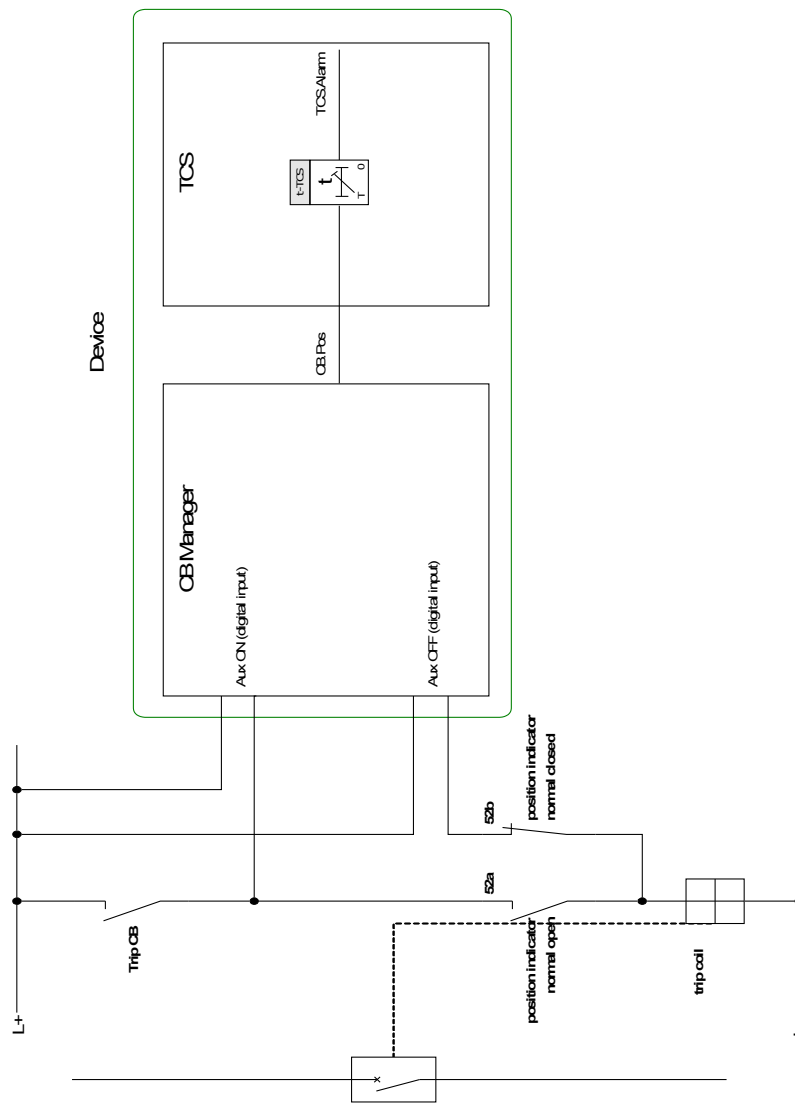 Device
CB Manager
TCS
Aux ON (digital input)
Aux OFF (digital input)
CB.Pos
t-TCS
t
T
0
TCS.Alarm
L+
Trip CB
52a
position indicator
normal open
52b
position indicator
normal closed
trip coil